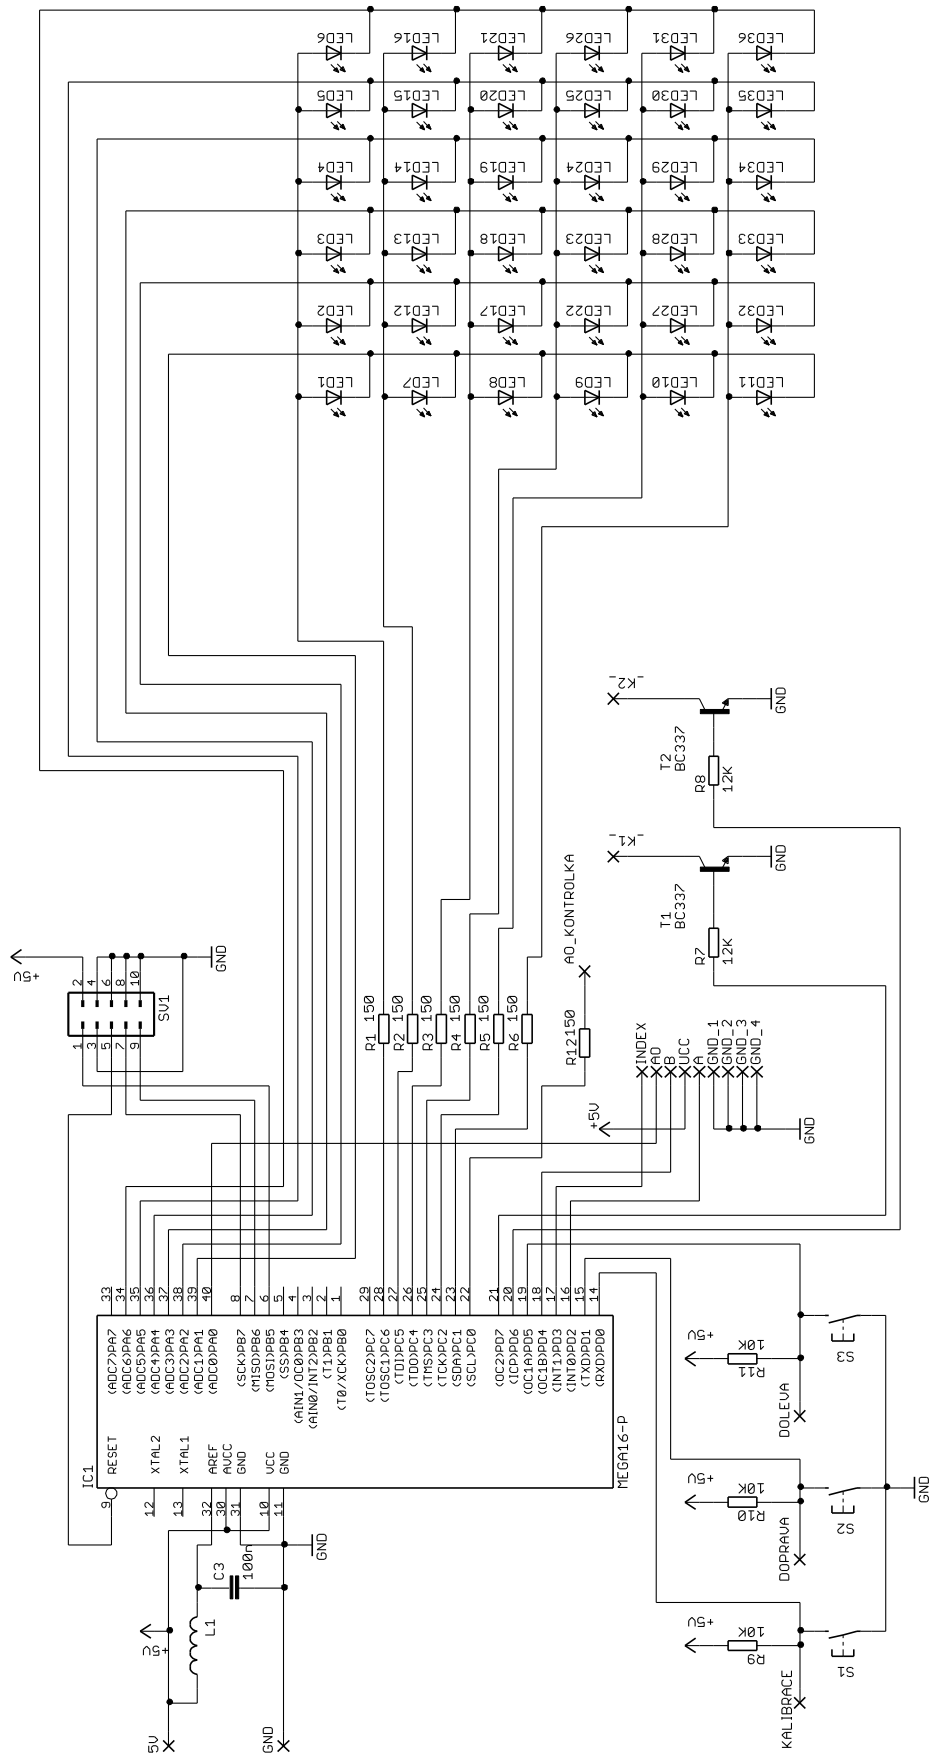 LED6
LED16
LED21
LED26
LED31
LED36
LED5
LED15
LED20
LED25
LED30
LED35
LED4
LED14
LED19
LED24
LED29
LED34
LED3
LED13
LED18
LED23
LED28
LED33
LED2
LED12
LED17
LED22
LED27
LED32
LED1
LED7
LED8
LED9
LED10
LED11
_K2_
T2
BC337
R8
12K
GND
_K1_
T1
BC337
R7
12K
GND
+5V
2
4
6
8
10
GND
SV1
1
3
5
7
9
R1 150
R2 150
R3 150
R4 150
R5 150
R6 150
R12 150
A0_KONTROLKA
INDEX
A0
B
VCC
A
GND_1
GND_2
GND_3
GND_4
+5V
GND
33
34
35
36
37
38
39
40
8
7
6
5
4
3
2
1
29
28
27
26
25
24
23
22
21
20
19
18
17
16
15
14
(ADC7)PA7
(ADC6)PA6
(ADC5)PA5
(ADC4)PA4
(ADC3)PA3
(ADC2)PA2
(ADC1)PA1
(ADC0)PA0
(SCK)PB7
(MISO)PB6
(MOSI)PB5
(SS)PB4
(AIN1/OC0)PB3
(AIN0/INT2)PB2
(T1)PB1
(T0/XCK)PB0
(TOSC2)PC7
(TOSC1)PC6
(TDI)PC5
(TDO)PC4
(TMS)PC3
(TCK)PC2
(SDA)PC1
(SCL)PC0
(OC2)PD7
(ICP)PD6
(OC1A)PD5
(OC1B)PD4
(INT1)PD3
(INT0)PD2
(TXD)PD1
(RXD)PD0
IC1
MEGA16-P
RESET
XTAL2
XTAL1
AREF
AVCC
GND
VCC
GND
9
12
13
32
30
31
10
11
GND
C3
100n
L1
+5V
5V
GND
+5V
10K
R11
DOLEVA
S3
+5V
10K
R10
DOPRAVA
S2
GND
+5V
10K
R9
KALIBRACE
S1